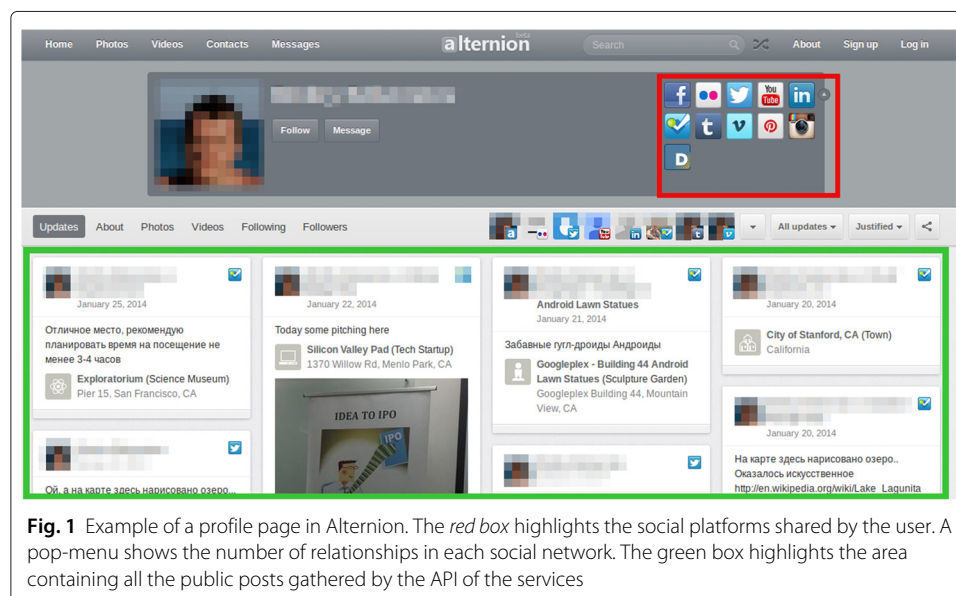 Home Photos Videos Contacts Messages alternion beta Search About Sign up Log in
You
Tube
Follow Message
Updates About Photos Videos Following Followers All updates Justified
January 25, 2014
Отличное место, рекомендую
планировать время на посещение не
менее 3-4 часов
Exploratorium (Science Museum)
Pier 15, San Francisco, CA
Ой, а на карте здесь нарисовано озеро...
January 22, 2014
Today some pitching here
Silicon Valley Pad (Tech Startup)
1370 Willow Rd, Menlo Park, CA
IDEA TO IPO
IPO
Android Lawn Statues
January 21, 2014
Забавные гугл-дроиды Андроиды
Googleplex - Building 44 Android
Lawn Statues (Sculpture Garden)
Googleplex Building 44, Mountain
View, CA
January 20, 2014
City of Stanford, CA (Town)
California
January 20, 2014
На карте здесь нарисовано озеро..
Оказалось искусственное
http://en.wikipedia.org/wiki/Lake_Lagunita
Fig. 1 Example of a profile page in Alternion. The red box highlights the social platforms shared by the user. A
pop-menu shows the number of relationships in each social network. The green box highlights the area
containing all the public posts gathered by the API of the services